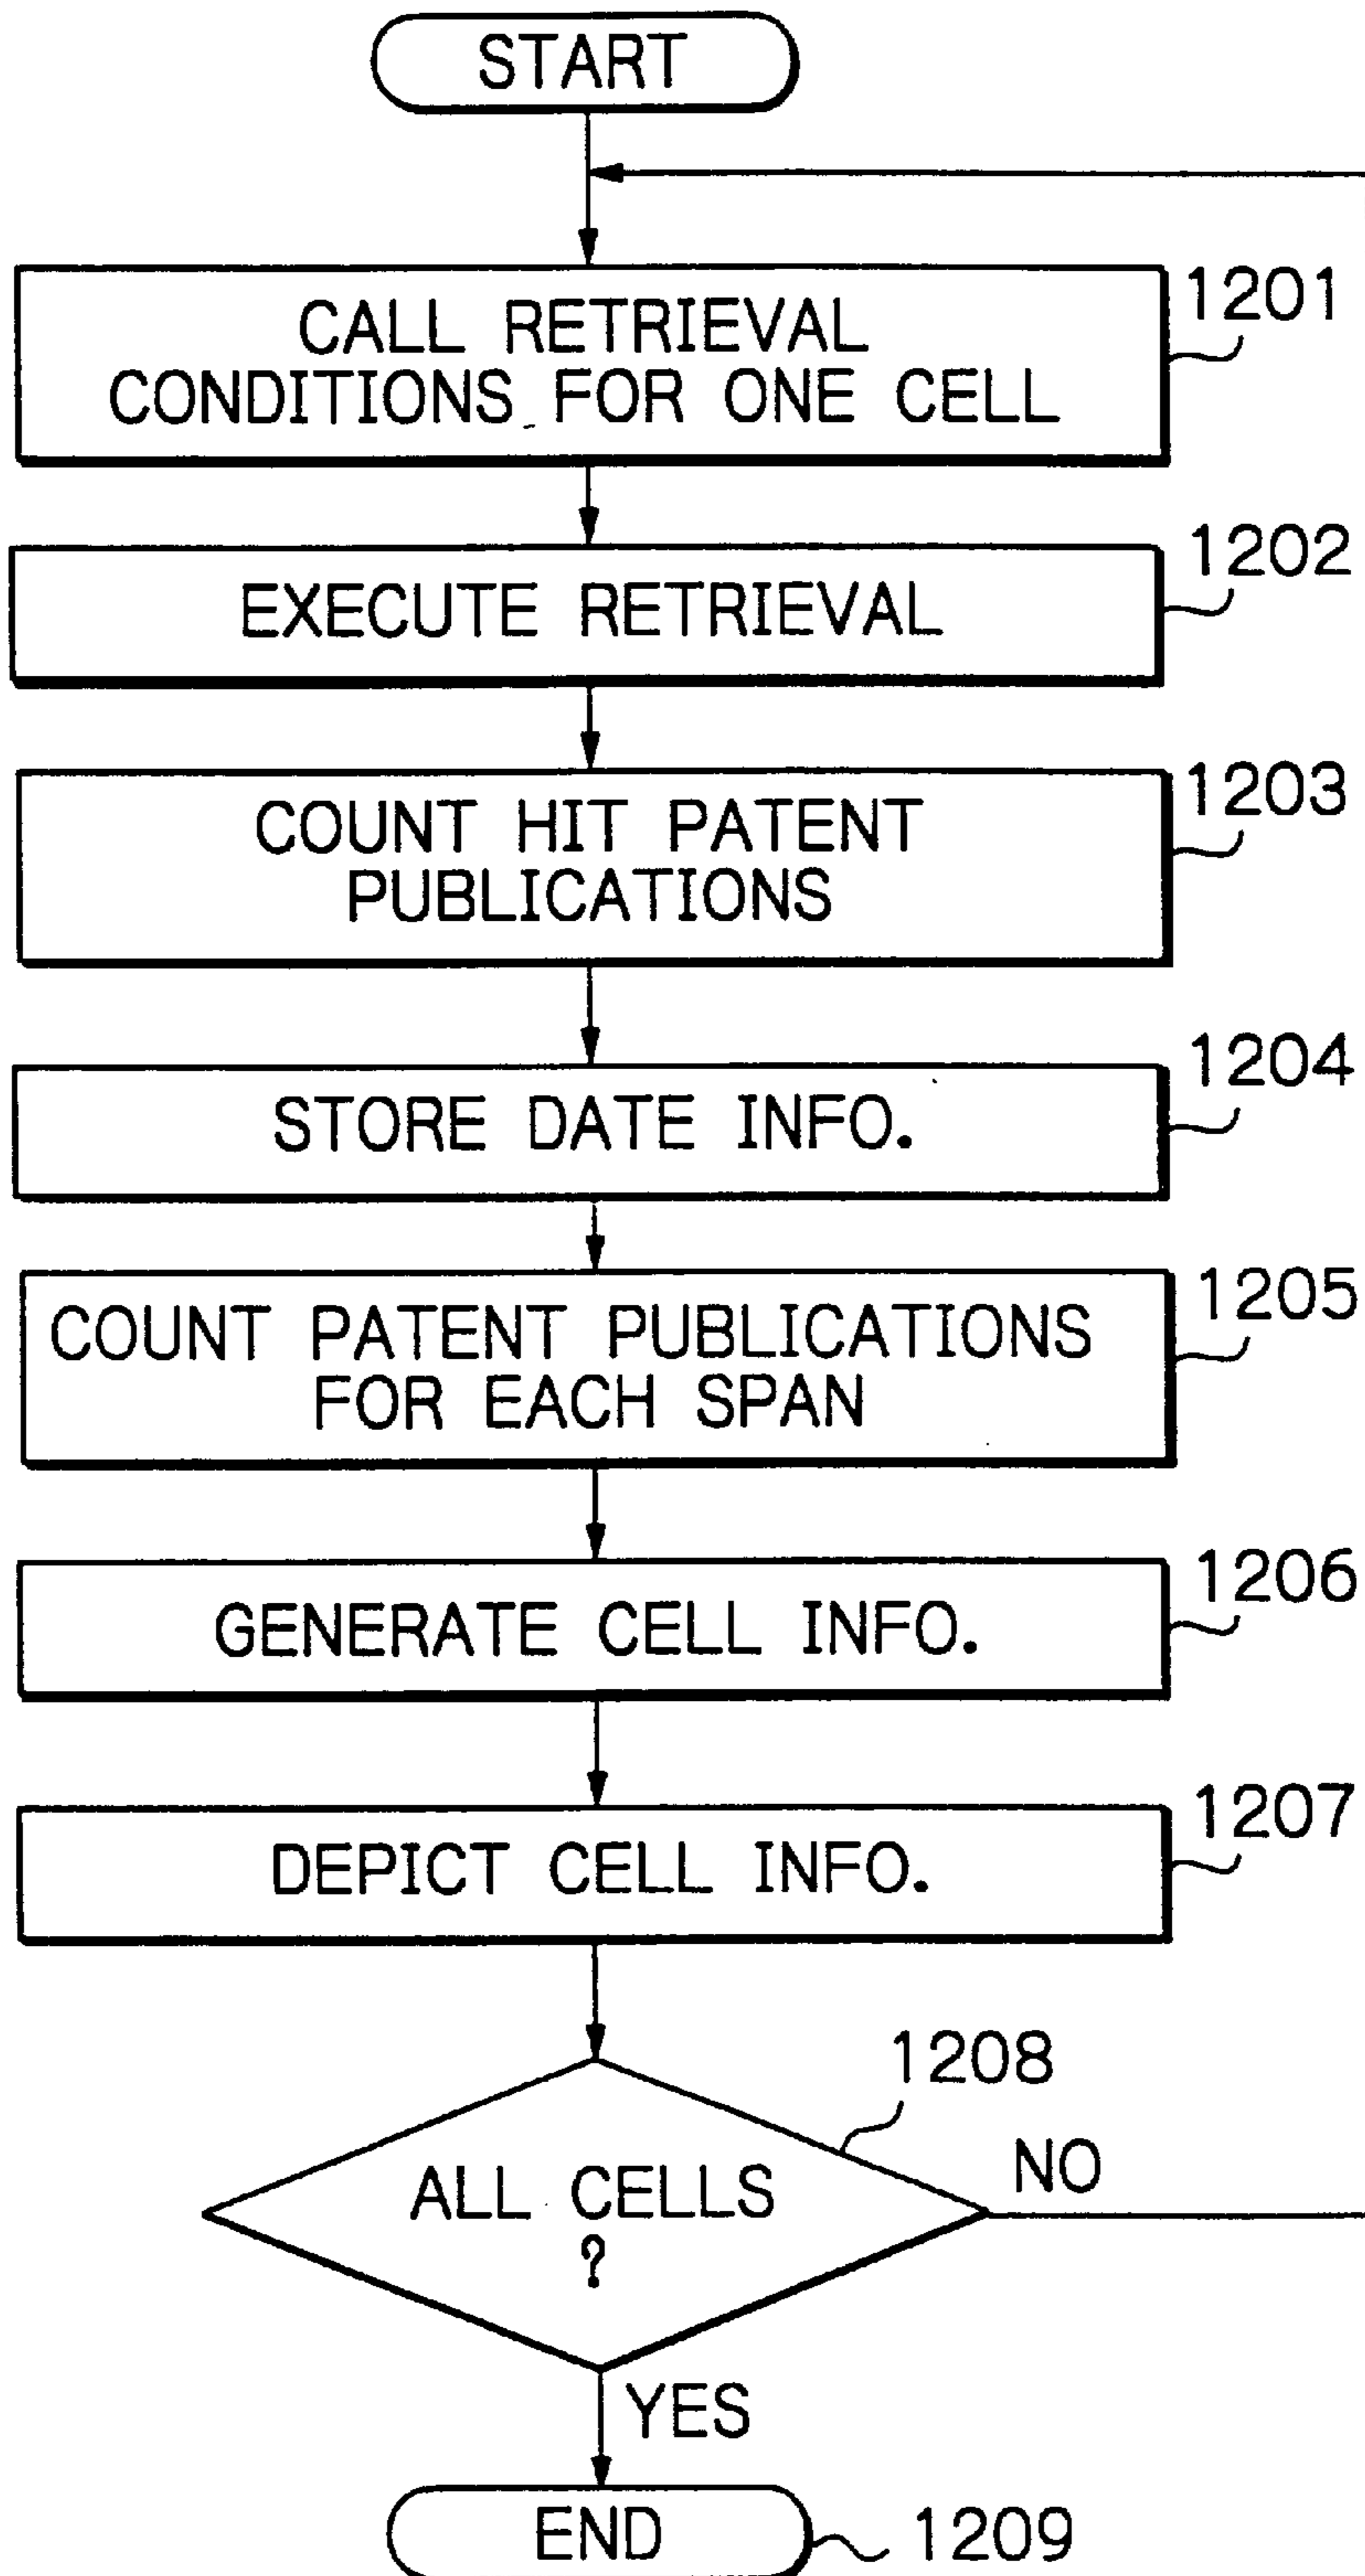 START
CALL RETRIEVAL
CONDITIONS FOR ONE CELL
1201
EXECUTE RETRIEVAL
1202
COUNT HIT PATENT
PUBLICATIONS
1203
STORE DATE INFO.
1204
COUNT PATENT PUBLICATIONS
FOR EACH SPAN
1205
GENERATE CELL INFO.
1206
DEPICT CELL INFO.
1207
ALL CELLS
?
1208
NO
YES
END
1209